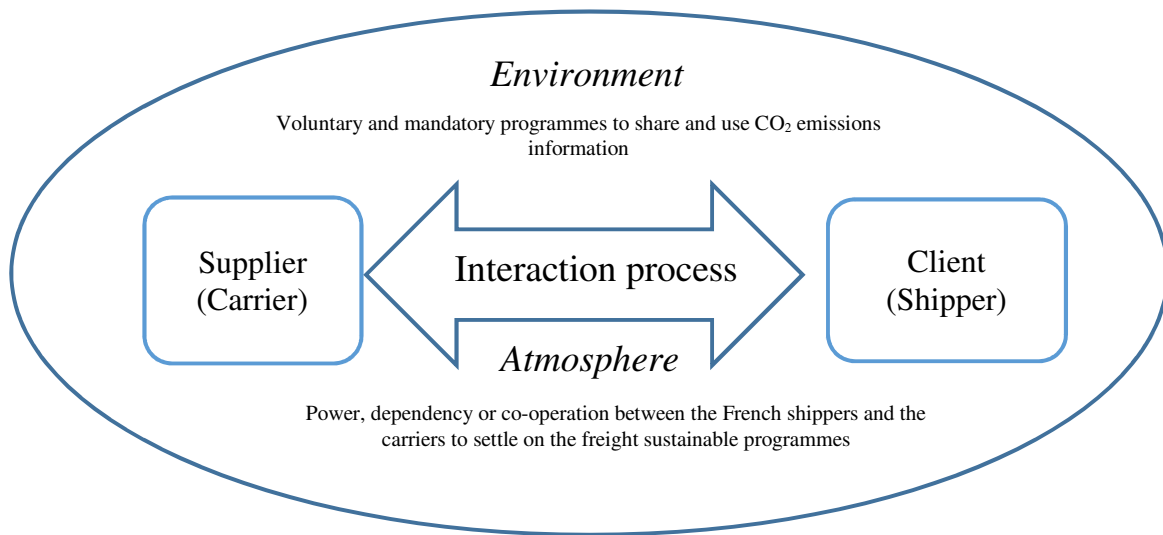 Environment
Voluntary and mandatory programmes to share and use CO₂ emissions
information
Supplier
(Carrier)
Interaction process
Client
(Shipper)
Atmosphere
Power, dependency or co-operation between the French shippers and the
carriers to settle on the freight sustainable programmes